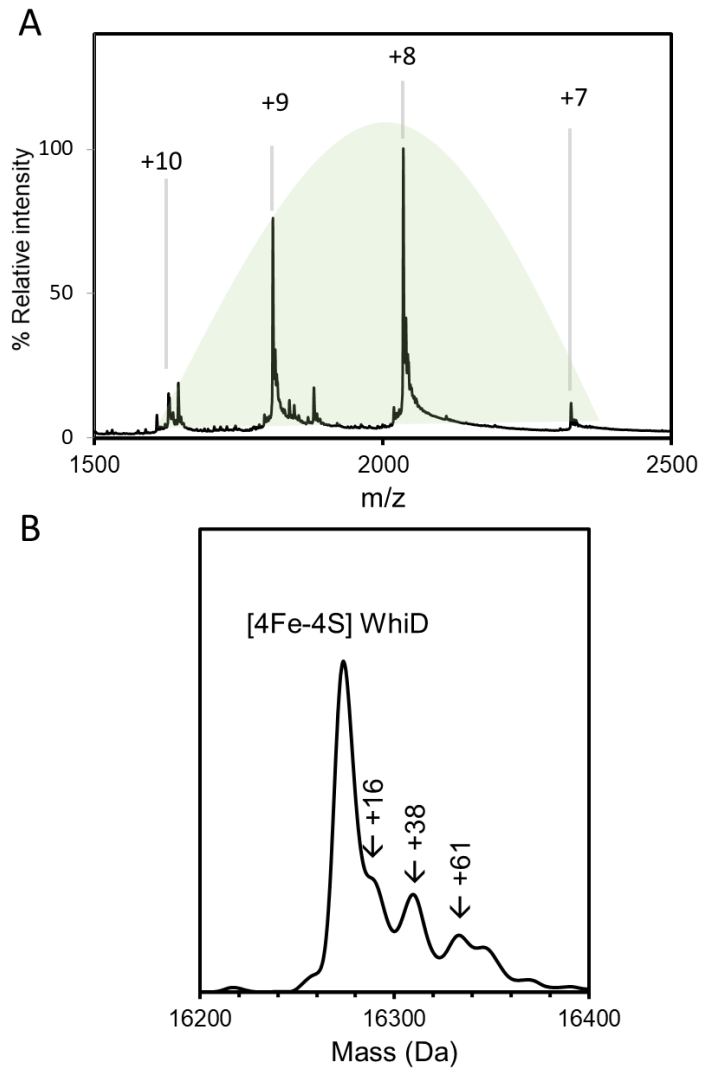 A
+8
+9
+7
+10
% Relative intensity
100
50
0
1500
2000
2500
m/z
B
[4Fe-4S] WhiD
+16
+38
+61
16200
16300
16400
Mass (Da)